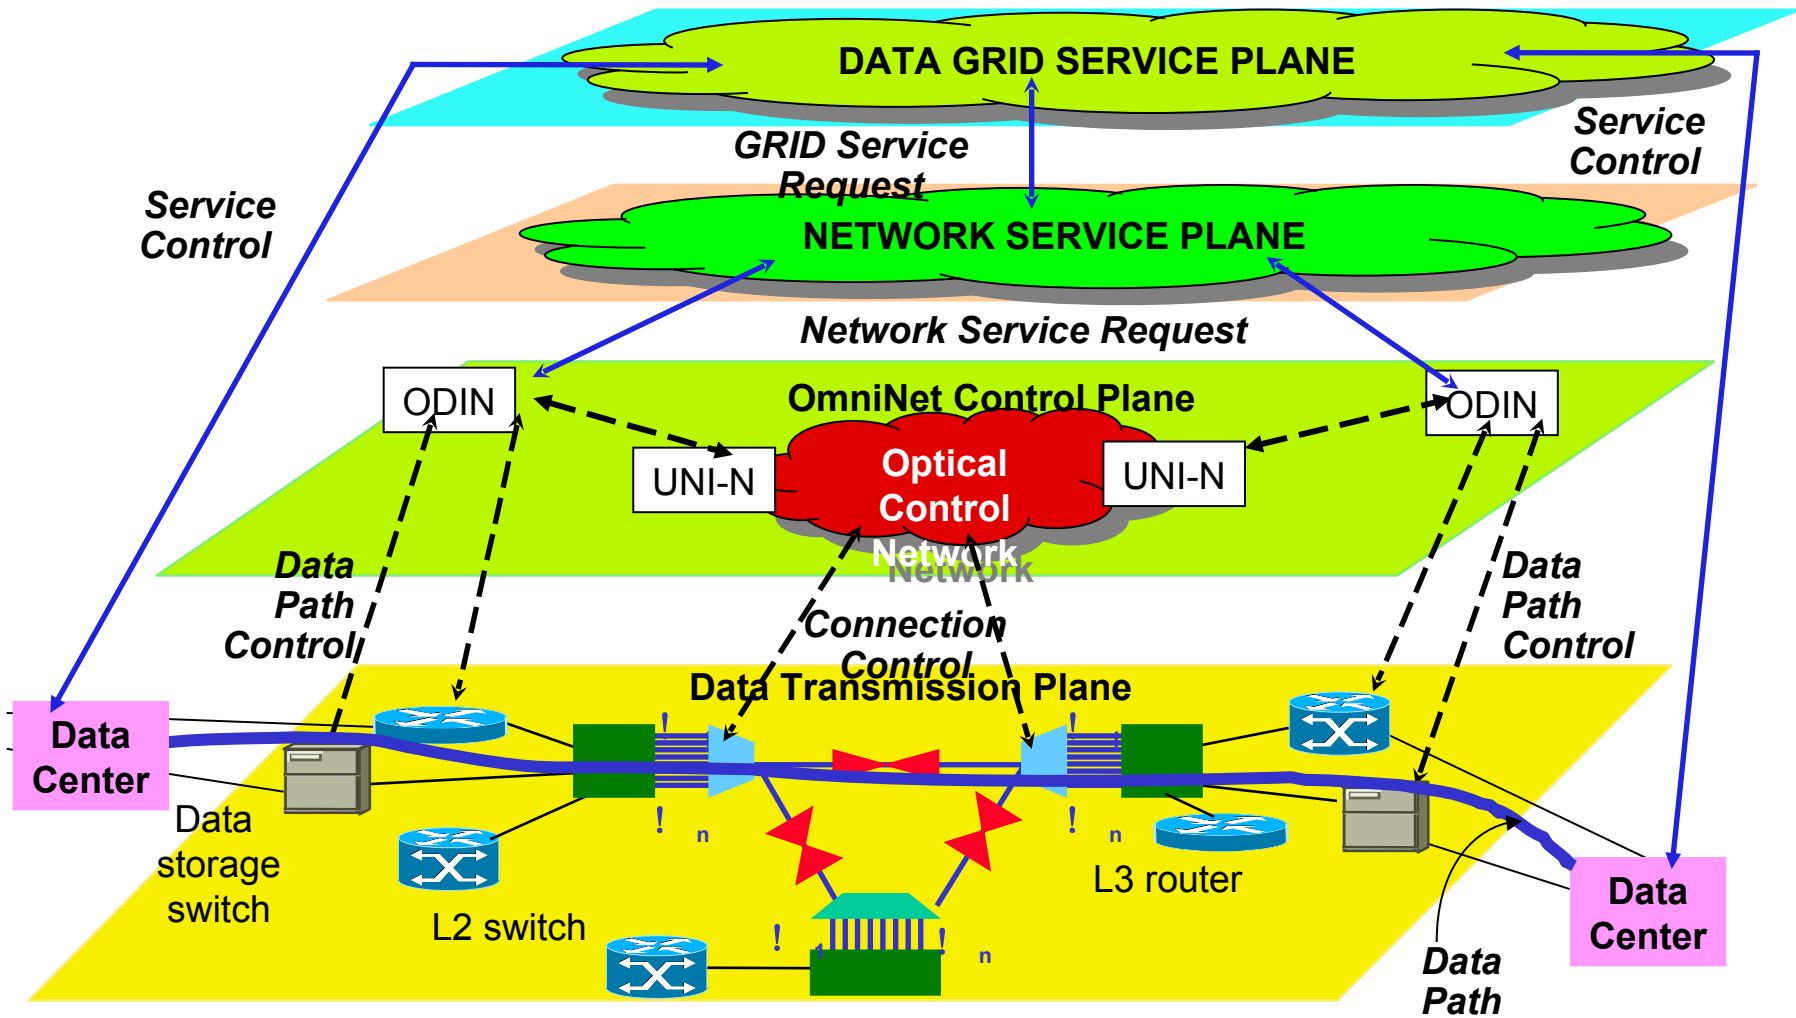 DATA GRID SERVICE PLANE
GRID Service
Request
Service
Control
Service
Control
NETWORK SERVICE PLANE
Network Service Request
ODIN
OmniNet Control Plane
ODIN
UNI-N
Optical
Control
Network
UNI-N
Data
Path
Control
Connection
Control
Data
Path
Control
Data Transmission Plane
Data
Center
!
!
1
Data
storage
switch
!
n
!
n
L2 switch
L3 router
!
1
!
n
Data
Center
Data
Path